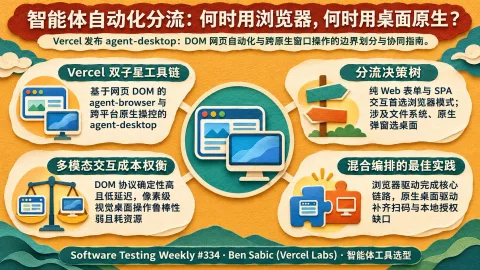 智能体自动化分流：何时用浏览器，何时用桌面原生？
Vercel 发布 agent-desktop：DOM 网页自动化与跨原生窗口操作的边界划分与协同指南。
Vercel 双子星工具链
基于网页 DOM 的
agent-browser 与
跨平台原生操控的
agent-desktop
分流决策树
纯 Web 表单与 SPA
交互首选浏览器模式；
涉及文件系统、原生
弹窗选桌面
多模态交互成本权衡
DOM 协议确定性高
且低延迟，像素级
视觉桌面操作鲁棒性
弱且耗资源
混合编排的最佳实践
浏览器驱动完成核心
链路，原生桌面驱动
补齐扫码与本地授权
缺口
Software Testing Weekly #334 · Ben Sabic (Vercel Labs) · 智能体工具选型